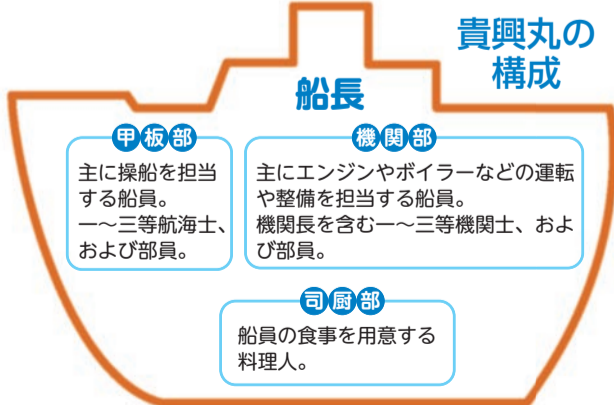 貴興丸の
構成
船長
甲板部
主に操船を担当
する船員。
一〜三等航海士、
および部員。
機関部
主にエンジンやボイラーなどの運転
や整備を担当する船員。
機関長を含む一〜三等機関士、およ
び部員。
司厨部
船員の食事を用意する
料理人。